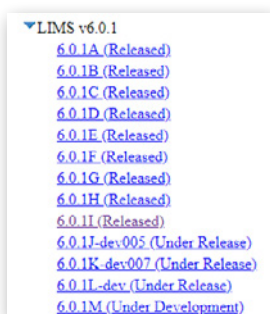 LIMS v6.0.1
6.0.1A (Released)
6.0.1B (Released)
6.0.1C (Released)
6.0.1D (Released)
6.0.1E (Released)
6.0.1F (Released)
6.0.1G (Released)
6.0.1H (Released)
6.0.1I (Released)
6.0.1J-dev005 (Under Release)
6.0.1K-dev007 (Under Release)
6.0.1L-dev (Under Release)
6.0.1M (Under Development)